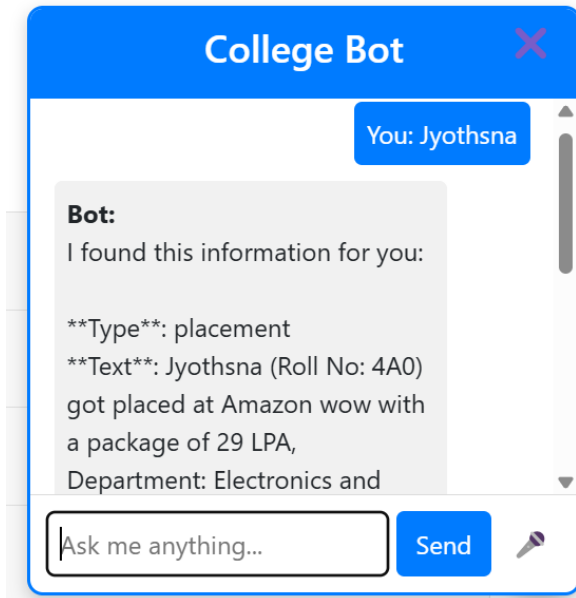 College Bot
You: Jyothsna
Bot:
I found this information for you:
**Type**: placement
**Text**: Jyothsna (Roll No: 4A0)
got placed at Amazon wow with
a package of 29 LPA,
Department: Electronics and
Ask me anything...
Send